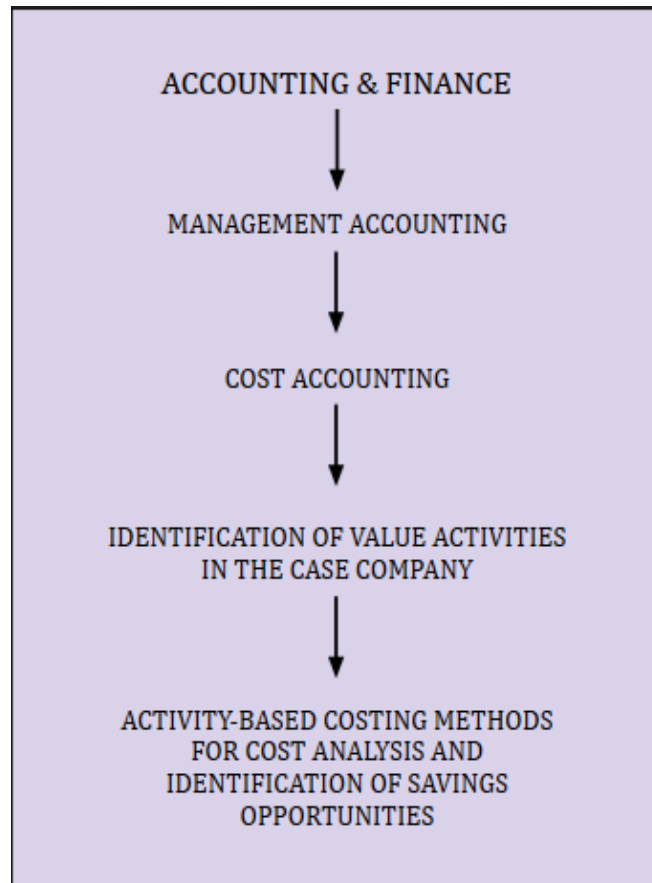 ACCOUNTING & FINANCE
MANAGEMENT ACCOUNTING
COST ACCOUNTING
IDENTIFICATION OF VALUE ACTIVITIES
IN THE CASE COMPANY
ACTIVITY-BASED COSTING METHODS
FOR COST ANALYSIS AND
IDENTIFICATION OF SAVINGS
OPPORTUNITIES